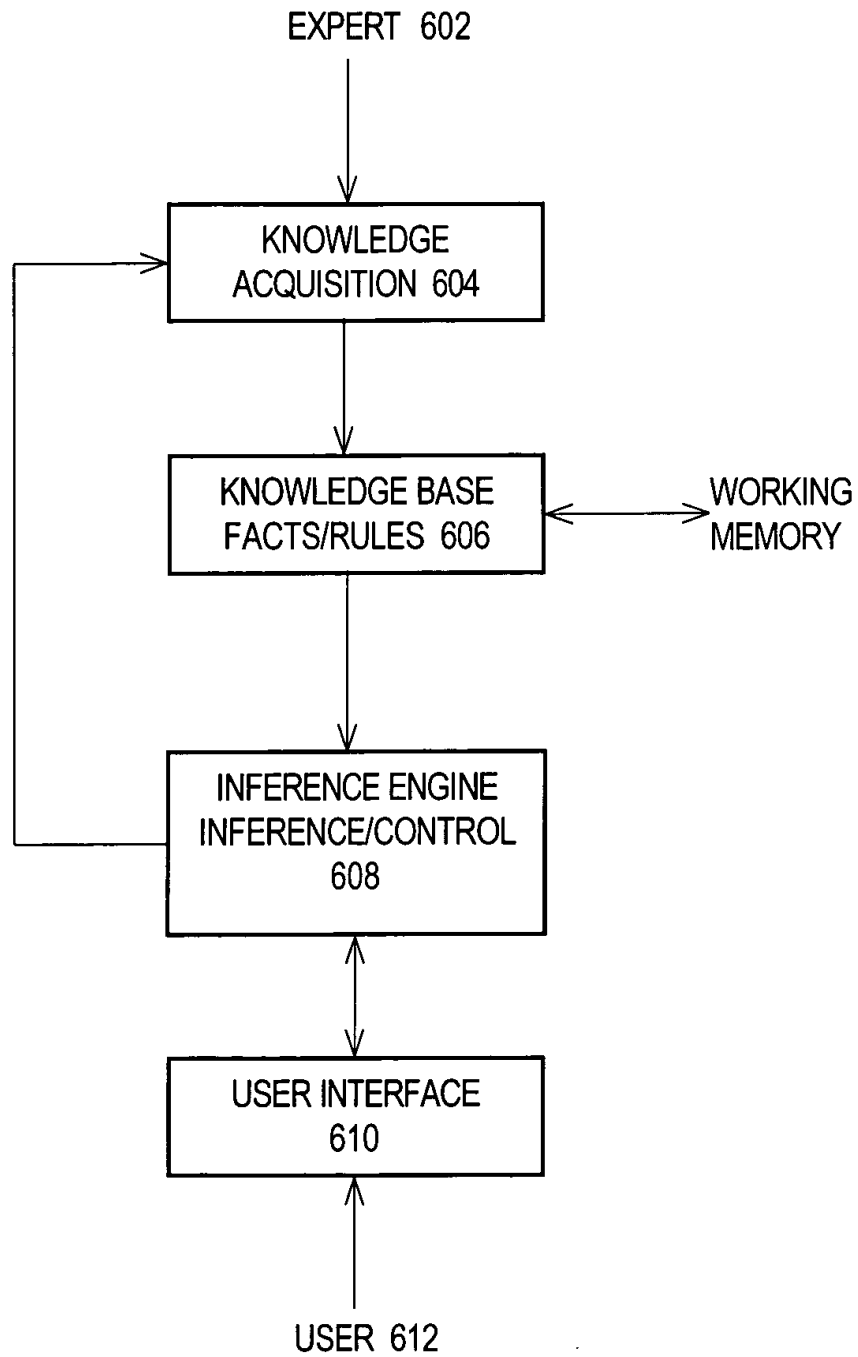 EXPERT 602
KNOWLEDGE
ACQUISITION 604
KNOWLEDGE BASE
FACTS/RULES 606
WORKING
MEMORY
INFERENCE ENGINE
INFERENCE/CONTROL
608
USER INTERFACE
610
USER 612